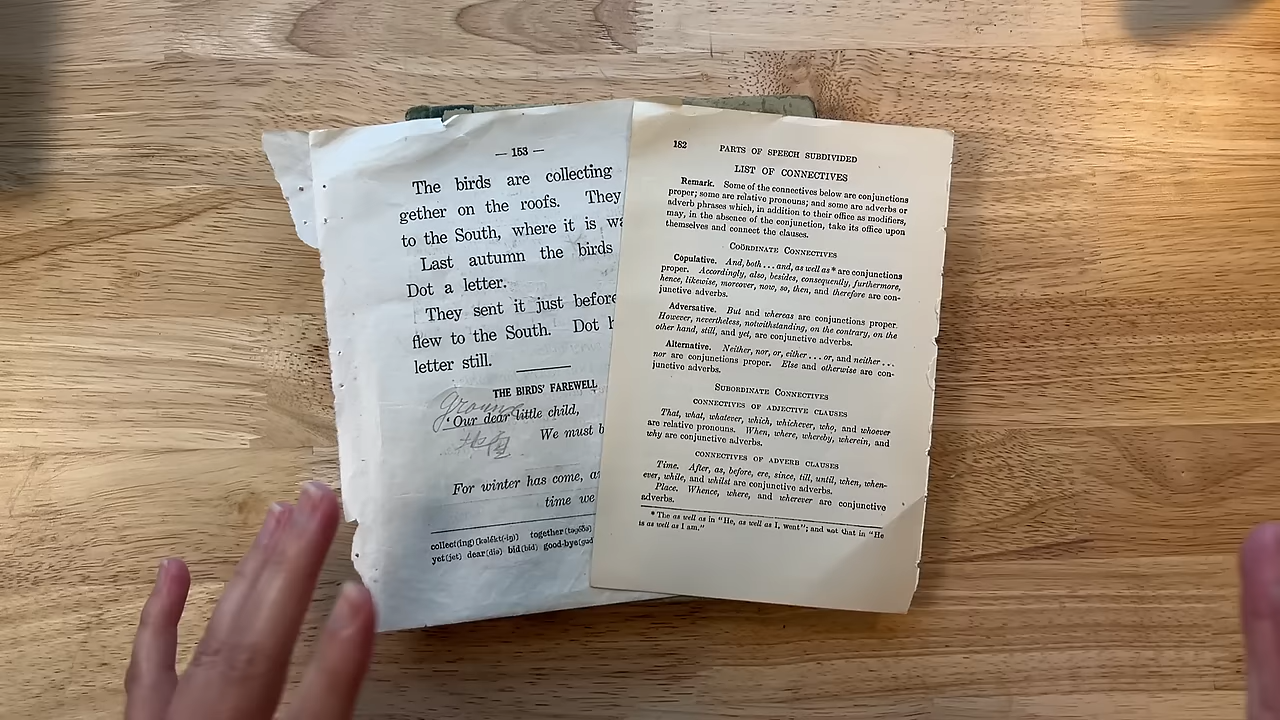 — 153 —
The birds are collecting
gether on the roofs. They
to the South, where it is wa
Last autumn the birds
Dot a letter.
They sent it just before
flew to the South. Dot h
letter still.
THE BIRDS' FAREWELL
"Our dear little child,
We must b
For winter has come, an
time we
collect(ing) together
yet(jet) dear(diə) bid(bid) good-bye
182 PARTS OF SPEECH SUBDIVIDED
LIST OF CONNECTIVES
Remark. Some of the connectives below are conjunctions
proper; some are relative pronouns; and some are adverbs or
adverb phrases which, in addition to their office as modifiers,
may, in the absence of the conjunction, take its office upon
themselves and connect the clauses.
COÖRDINATE CONNECTIVES
Copulative. And, both . . . and, as well as * are conjunctions
proper. Accordingly, also, besides, consequently, furthermore,
hence, likewise, moreover, now, so, then, and therefore are con-
junctive adverbs.
Adversative. But and whereas are conjunctions proper.
However, nevertheless, notwithstanding, on the contrary, on the
other hand, still, and yet, are conjunctive adverbs.
Alternative. Neither, nor, or, either . . . or, and neither . . .
nor are conjunctions proper. Else and otherwise are con-
junctive adverbs.
SUBORDINATE CONNECTIVES
CONNECTIVES OF ADJECTIVE CLAUSES
That, what, whatever, which, whichever, who, and whoever
are relative pronouns. When, where, whereby, wherein, and
why are conjunctive adverbs.
CONNECTIVES OF ADVERB CLAUSES
Time. After, as, before, ere, since, till, until, when, when-
ever, while, and whilst are conjunctive adverbs.
Place. Whence, where, and wherever are conjunctive
adverbs.
* The as well as in "He, as well as I, went"; and not that in "He
is as well as I am."